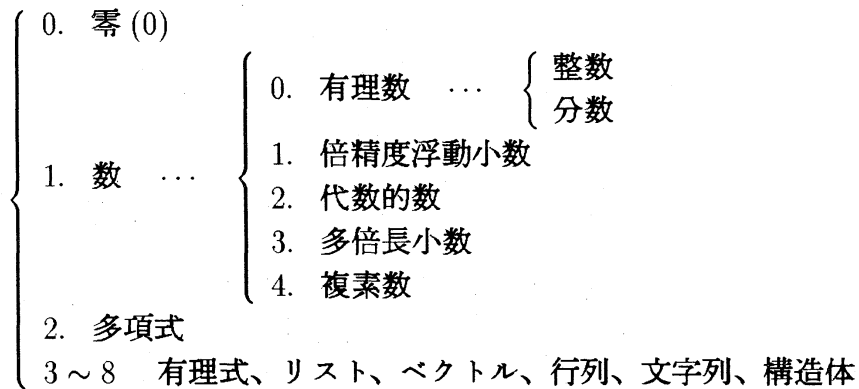 0. 零 (0)
1. 数 …
0. 有理数 …
整数
分数
1. 倍精度浮動小数
2. 代数的数
3. 多倍長小数
4. 複素数
2. 多項式
3 ~ 8 有理式、リスト、ベクトル、行列、文字列、構造体